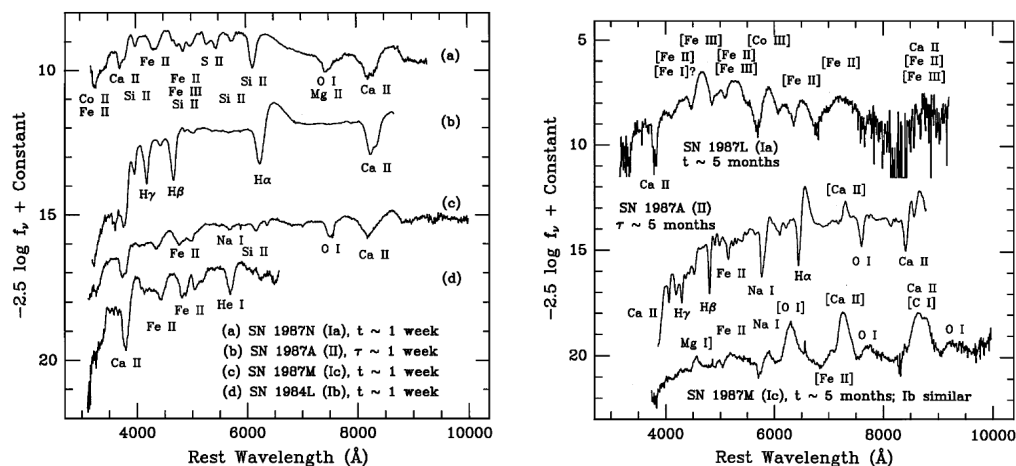 −2.5 log fν + Constant
10
15
20
Co II
Fe II
Ca II
Si II
Fe II
Fe II
Fe III
Si II
S II
Si II
Si II
O I
Mg II
Ca II
(a)
(b)
Hγ
Hβ
Hα
Ca II
(c)
Fe II
Na I
Si II
O I
Ca II
(d)
Ca II
Fe II
Fe II
He I
(a) SN 1987N (Ia), t ~ 1 week
(b) SN 1987A (II), τ ~ 1 week
(c) SN 1987M (Ic), t ~ 1 week
(d) SN 1984L (Ib), t ~ 1 week
4000 6000 8000 10000
Rest Wavelength (Å)
−2.5 log fν + Constant
5
10
15
20
[Fe II]
[Fe I]?
[Fe III]
[Fe II]
[Fe III]
[Co III]
[Fe II]
[Fe II]
Ca II
[Fe II]
[Fe III]
Ca II
SN 1987L (Ia)
t ~ 5 months
SN 1987A (II)
τ ~ 5 months
Ca II
Hγ
Hβ
Fe II
Na I
Hα
[Ca II]
O I
Ca II
Mg I]
Fe II
Na I
[O I]
[Fe II]
[Ca II]
O I
Ca II
[C I]
O I
SN 1987M (Ic), t ~ 5 months; Ib similar
4000 6000 8000 10000
Rest Wavelength (Å)